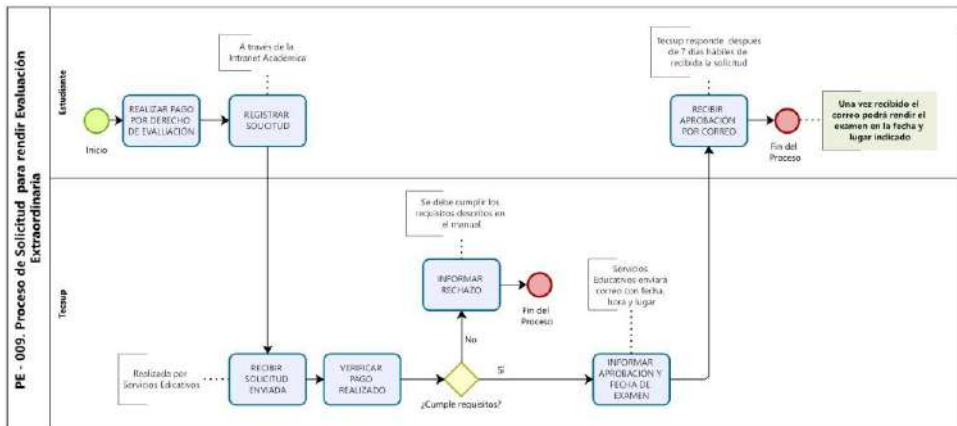 PE - 009. Proceso de Solicitud para rendir Evaluación
Extraordinaria
Estudiante
A través de la
Intranet Académica
Inicio
REALIZAR PAGO
POR DERECHO
DE EVALUACIÓN
REGISTRAR
SOLICITUD
Tecsup responde después
de 7 días hábiles de
recibida la solicitud
RECIBIR
APROBACIÓN
POR CORREO
Fin del
Proceso
Una vez recibido el
correo podrá rendir el
examen en la fecha y
lugar indicado
Tecsup
Se debe cumplir los
requisitos descritos en
el manual
INFORMAR
RECHAZO
Fin del
Proceso
Servicios
Educativos enviará
correo con fecha,
hora y lugar
No
Realizada por
Servicios Educativos
RECIBIR
SOLICITUD
ENVIADA
VERIFICAR
PAGO
REALIZADO
¿Cumple requisitos?
Sí
INFORMAR
APROBACIÓN Y
FECHA DE
EXAMEN